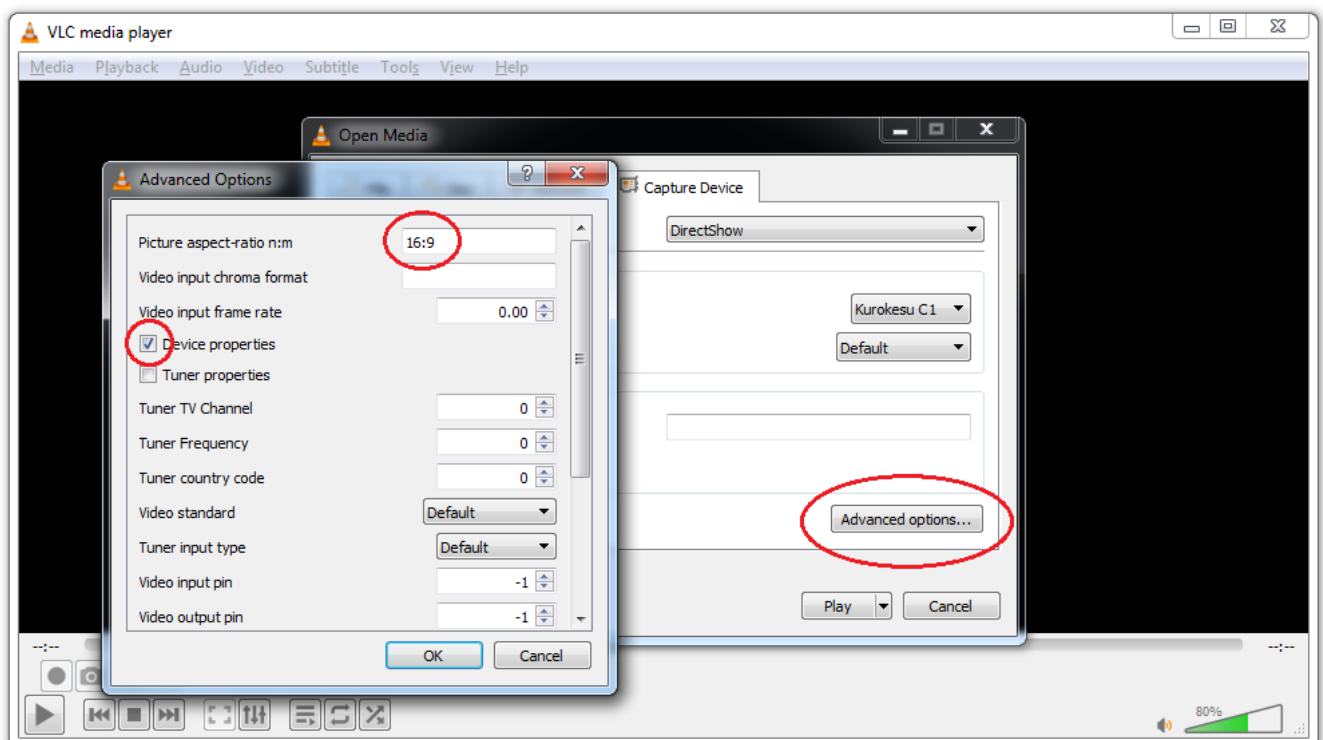 VLC media player
Media Playback Audio Video Subtitle Tools View Help
Open Media
Advanced Options
Capture Device
Picture aspect-ratio n:m 16:9
DirectShow
Video input chroma format
Video input frame rate 0.00
Kurokesu C1
Device properties
Default
Tuner properties
Tuner TV Channel 0
Tuner Frequency 0
Tuner country code 0
Video standard Default
Advanced options...
Tuner input type Default
Video input pin -1
Video output pin -1
Play Cancel
OK Cancel
--:-- --:--
80%